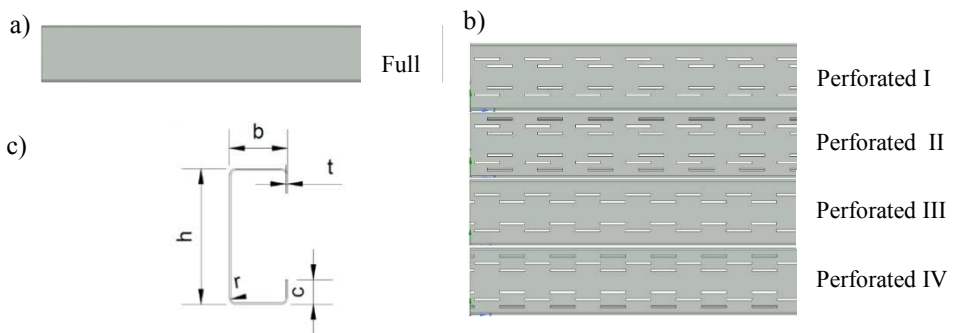 a)
Full
b)
Perforated I
Perforated II
Perforated III
Perforated IV
c)
b
t
h
r
c